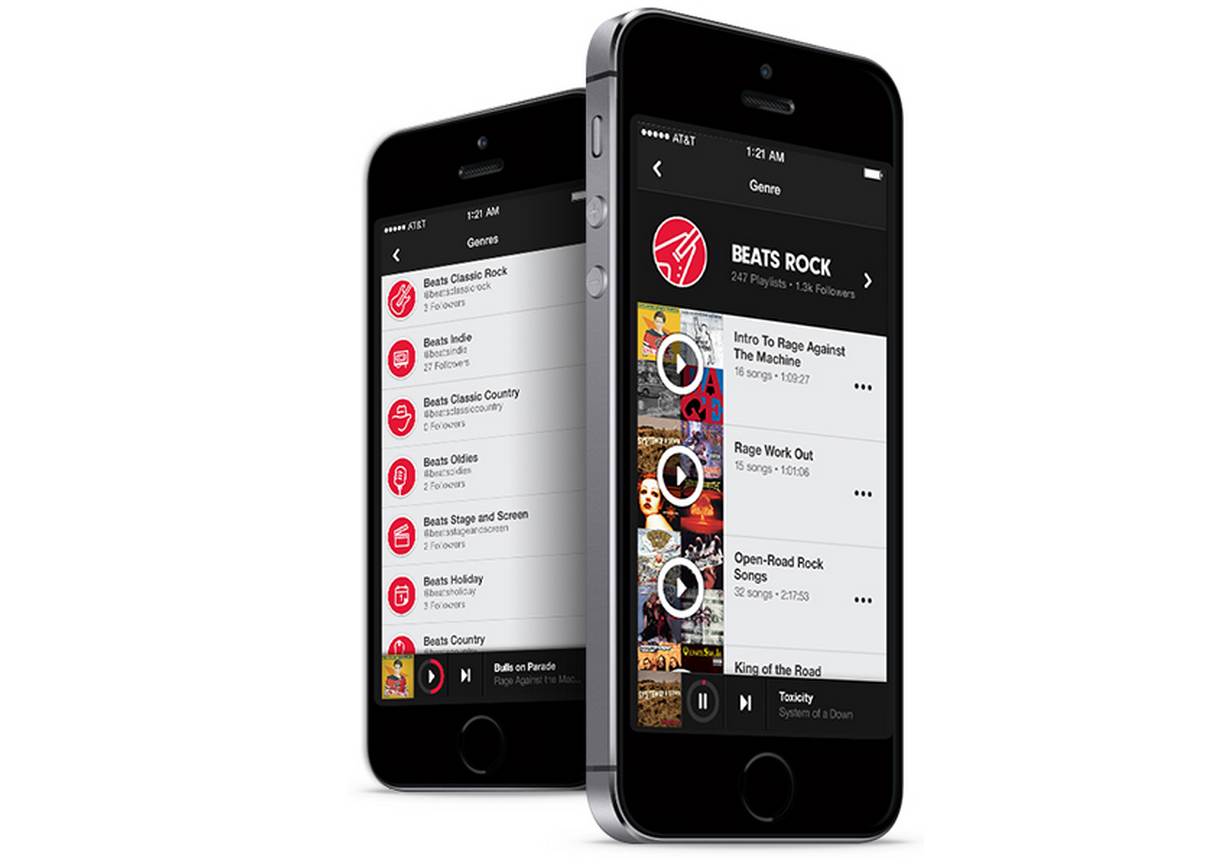 AT&T
1:21 AM
Genres
Beats Classic Rock
@beatsclassicrock
3 Followers
Beats Indie
@beatsindie
27 Followers
Beats Classic Country
@beatsclassiccountry
0 Followers
Beats Oldies
@beatsoldies
2 Followers
Beats Stage and Screen
@beatsstageandscreen
2 Followers
Beats Holiday
@beatsholiday
3 Followers
Beats Country
Bulls on Parade
Rage Against the Mac...
AT&T
1:21 AM
Genre
BEATS ROCK
247 Playlists • 1.3k Followers
Intro To Rage Against
The Machine
16 songs • 1:09:27
Rage Work Out
15 songs • 1:01:06
Open-Road Rock
Songs
32 songs • 2:17:53
King of the Road
Toxicity
System of a Down